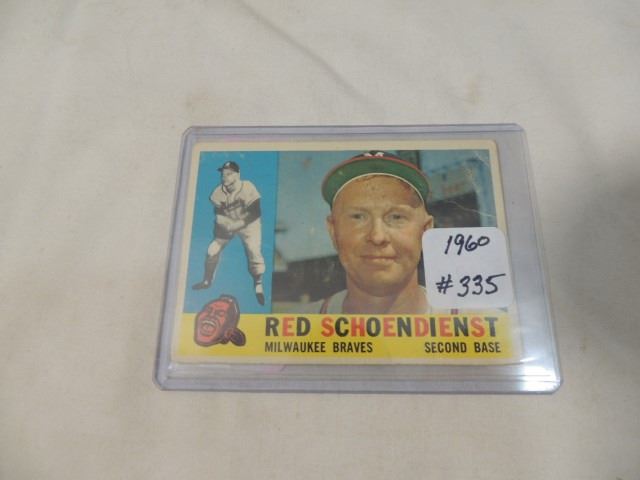 1960
#335
RED SCHOENDIENST
MILWAUKEE BRAVES SECOND BASE